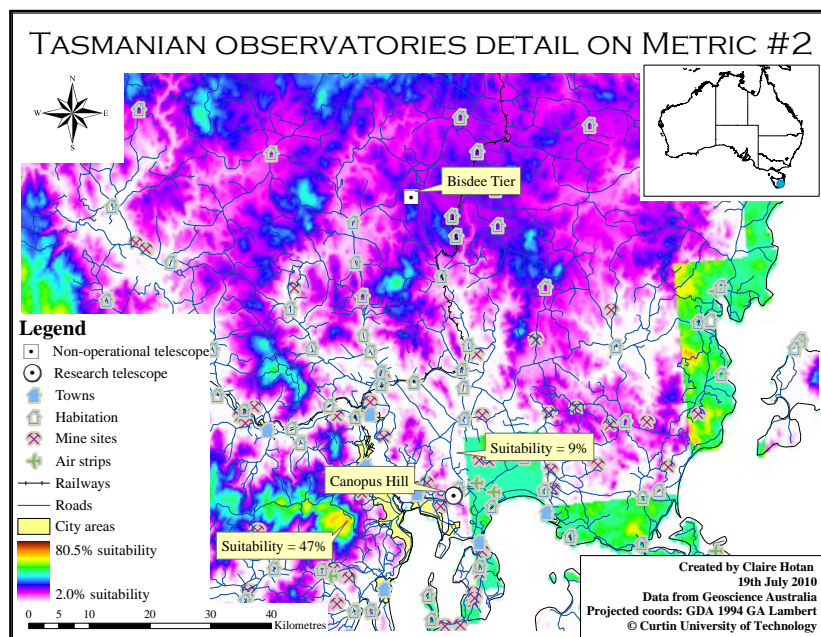 TASMANIAN OBSERVATORIES DETAIL ON METRIC #2
N
W E
S
Bisdee Tier
Legend
Non-operational telescope
Research telescope
Towns
Habitation
Mine sites
Air strips
Railways
Roads
City areas
80.5% suitability
2.0% suitability
0 10 20 30 40
Kilometres
Suitability = 9%
Canopus Hill
Suitability = 47%
Created by Claire Hotan
19th July 2010
Data from Geoscience Australia
Projected coords: GDA 1994 GA Lambert
© Curtin University of Technology